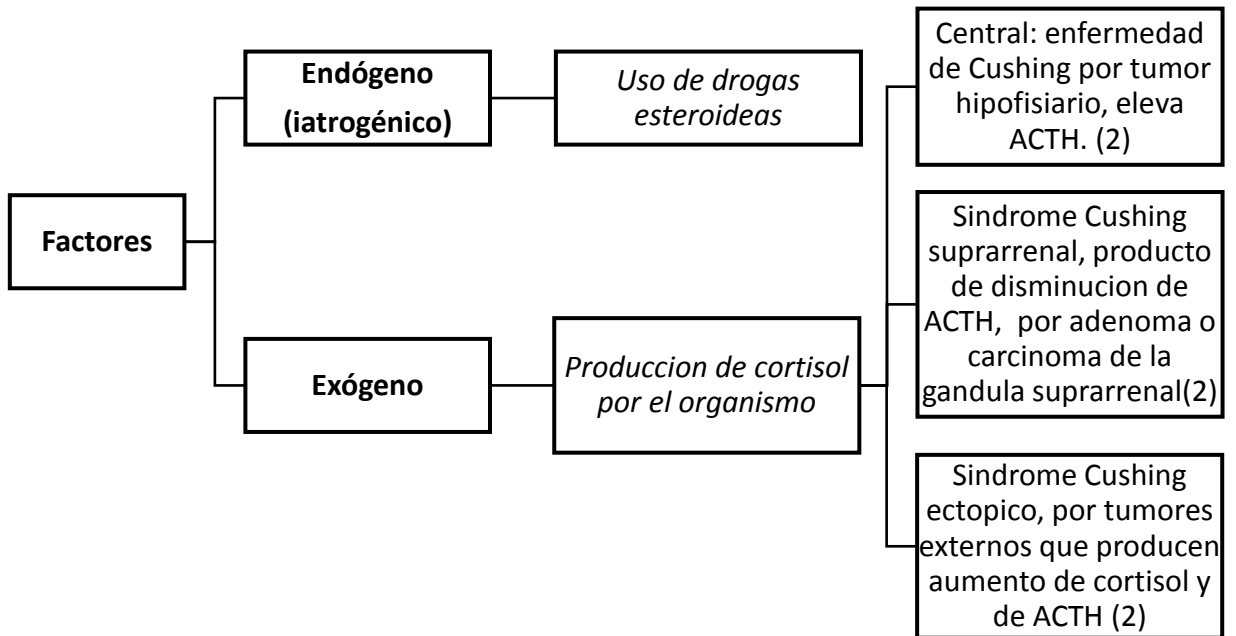 Factores
Endógeno
(iatrogénico)
Uso de drogas
esteroideas
Exógeno
Produccion de cortisol
por el organismo
Central: enfermedad
de Cushing por tumor
hipofisiario, eleva
ACTH. (2)
Sindrome Cushing
suprarrenal, producto
de disminucion de
ACTH,  por adenoma o
carcinoma de la
gandula suprarrenal(2)
Sindrome Cushing
ectopico, por tumores
externos que producen
aumento de cortisol y
de ACTH (2)